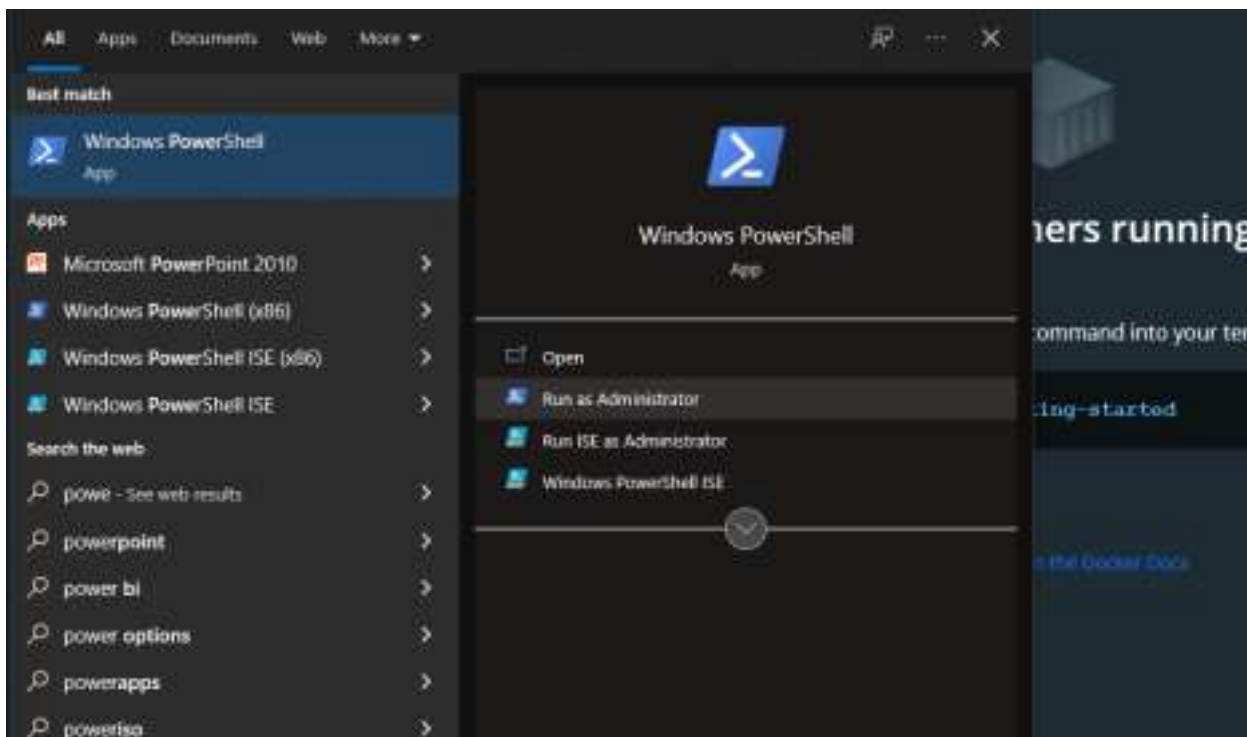 All Apps Documents Web More
Best match
Windows PowerShell
App
Apps
Microsoft PowerPoint 2010
Windows PowerShell (x86)
Windows PowerShell ISE (x86)
Windows PowerShell ISE
Search the web
powe - See web results
powerpoint
power bi
power options
powerapps
poweriso
Windows PowerShell
App
Open
Run as Administrator
Run ISE as Administrator
Windows PowerShell ISE
ners running
command into your ter
ing-started
n the Docker Docs